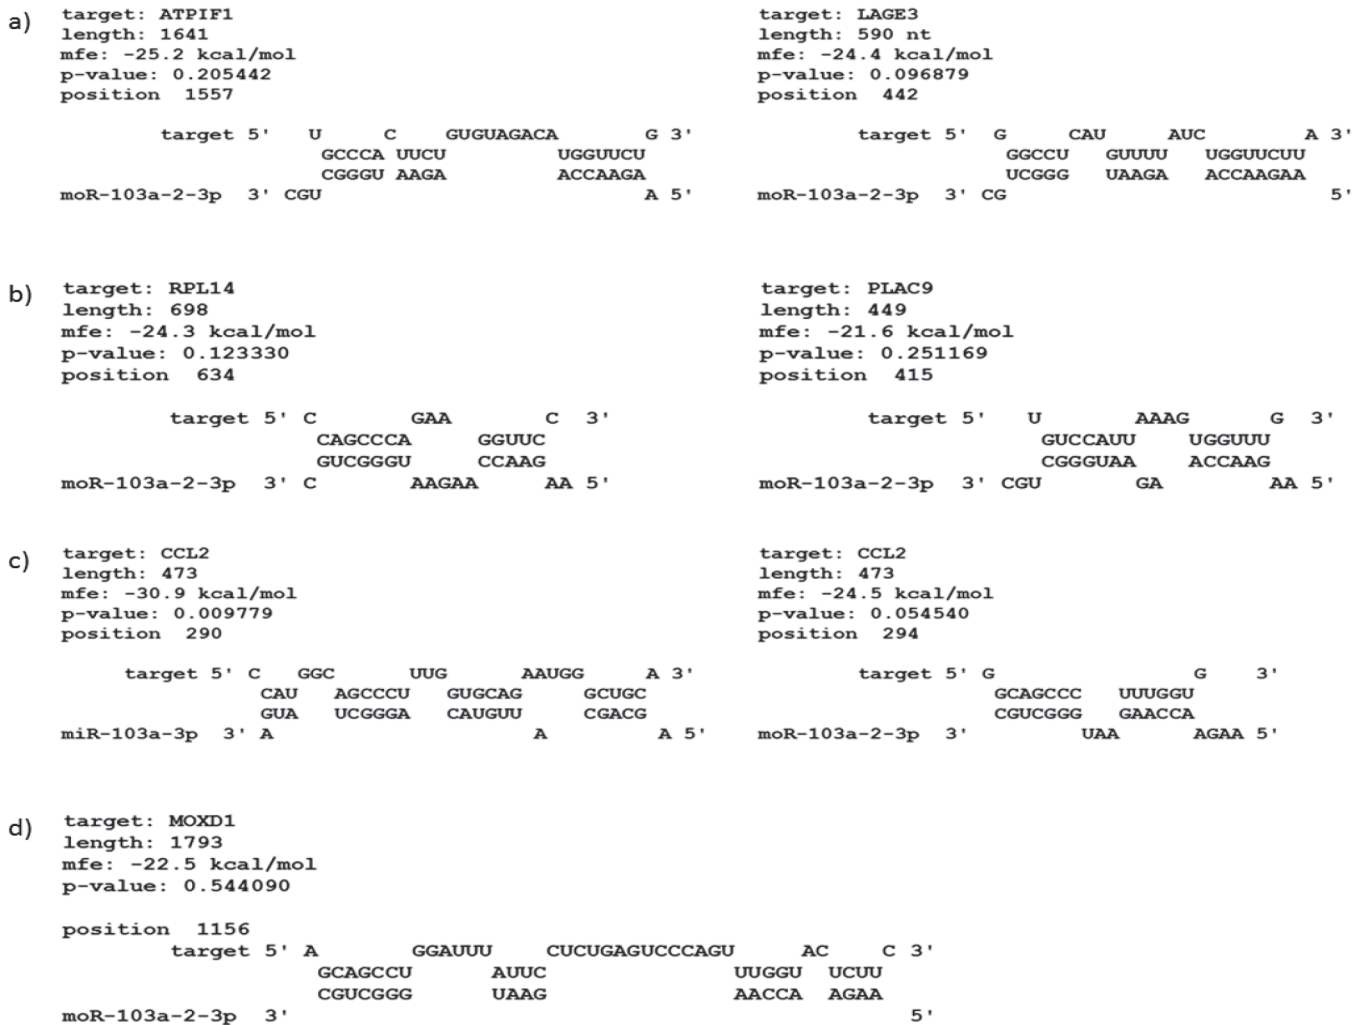 a)
target: ATPIF1
length: 1641
mfe: -25.2 kcal/mol
p-value: 0.205442
position 1557
target 5' U C GUGUAGACA G 3'
GCCCA UUCU UGGUUCU
CGGGU AAGA ACCAAGA
moR-103a-2-3p 3' CGU A 5'
target: LAGE3
length: 590 nt
mfe: -24.4 kcal/mol
p-value: 0.096879
position 442
target 5' G CAU AUC A 3'
GGCCU GUUUU UGGUUCUU
UCGGG UAAGA ACCAAGAA
moR-103a-2-3p 3' CG 5'
b)
target: RPL14
length: 698
mfe: -24.3 kcal/mol
p-value: 0.123330
position 634
target 5' C GAA C 3'
CAGCCCA GGUUC
GUCGGGU CCAAG
moR-103a-2-3p 3' C AAGAA AA 5'
target: PLAC9
length: 449
mfe: -21.6 kcal/mol
p-value: 0.251169
position 415
target 5' U AAAG G 3'
GUCCAUU UGGUUU
CGGGUAA ACCAAG
moR-103a-2-3p 3' CGU GA AA 5'
c)
target: CCL2
length: 473
mfe: -30.9 kcal/mol
p-value: 0.009779
position 290
target 5' C GGC UUG AAUGG A 3'
CAU AGCCCU GUGCAG GCUGC
GUA UCGGGA CAUGUU CGACG
miR-103a-3p 3' A A A 5'
target: CCL2
length: 473
mfe: -24.5 kcal/mol
p-value: 0.054540
position 294
target 5' G G 3'
GCAGCCC UUUGGU
CGUCGGG GAACCA
moR-103a-2-3p 3' UAA AGAA 5'
d)
target: MOXD1
length: 1793
mfe: -22.5 kcal/mol
p-value: 0.544090
position 1156
target 5' A GGAUUU CUCUGAGUCCCAGU AC C 3'
GCAGCCU AUUC UUGGU UCUU
CGUCGGG UAAG AACCA AGAA
moR-103a-2-3p 3' 5'